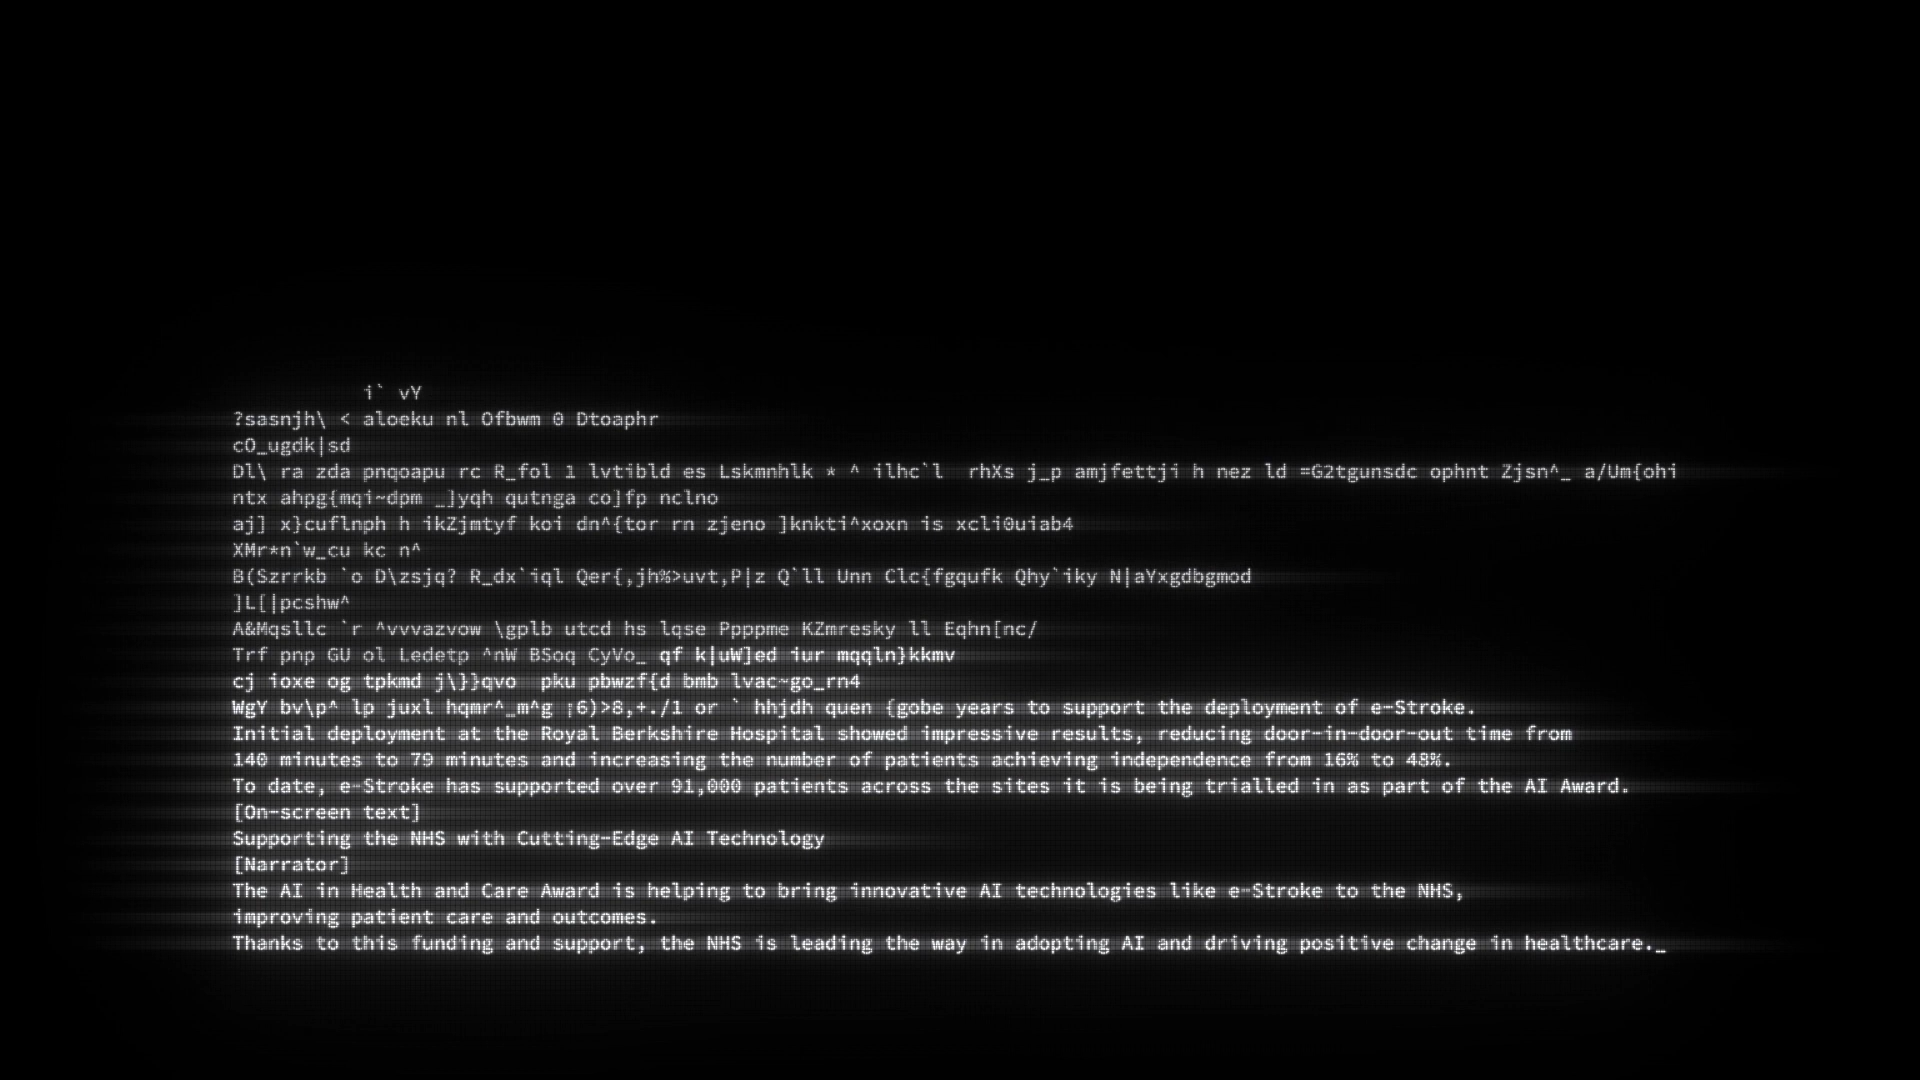 i` vY
?sasnjh\ < aloeku nl Ofbwm 0 Dtoaphr
cO_ugdk|sd
Dl\ ra zda pnqoapu rc R_fol 1 lvtibld es Lskmnhlk * ^ ilhc`l  rhXs j_p amjfettji h nez ld =G2tgunsdc ophnt Zjsn^_ a/Um{ohi
ntx ahpg{mqi~dpm _]yqh qutnga co]fp nclno
aj] x}cuflnph h ikZjmtyf koi dn^{tor rn zjeno ]knkti^xoxn is xcli0uiab4
XMr*n`w_cu kc n^
B(Szrrkb `o D\zsjq? R_dx`iql Qer{,jh%>uvt,P|z Q`ll Unn Clc{fgqufk Qhy`iky N|aYxgdbgmod
]L[|pcshw^
A&Mqsllc `r ^vvvazvow \gplb utcd hs lqse Ppppme KZmresky ll Eqhn[nc/
Trf pnp GU ol Ledetp ^nW BSoq CyVo_ qf k|uW]ed iur mqqln}kkmv
cj ioxe og tpkmd j\}}qvo  pku pbwzf{d bmb lvac~go_rn4
WgY bv\p^ lp juxl hqmr^_m^g ¡6)>8,+./1 or ` hhjdh quen {gobe years to support the deployment of e-Stroke.
Initial deployment at the Royal Berkshire Hospital showed impressive results, reducing door-in-door-out time from
140 minutes to 79 minutes and increasing the number of patients achieving independence from 16% to 48%.
To date, e-Stroke has supported over 91,000 patients across the sites it is being trialled in as part of the AI Award.
[On-screen text]
Supporting the NHS with Cutting-Edge AI Technology
[Narrator]
The AI in Health and Care Award is helping to bring innovative AI technologies like e-Stroke to the NHS,
improving patient care and outcomes.
Thanks to this funding and support, the NHS is leading the way in adopting AI and driving positive change in healthcare._